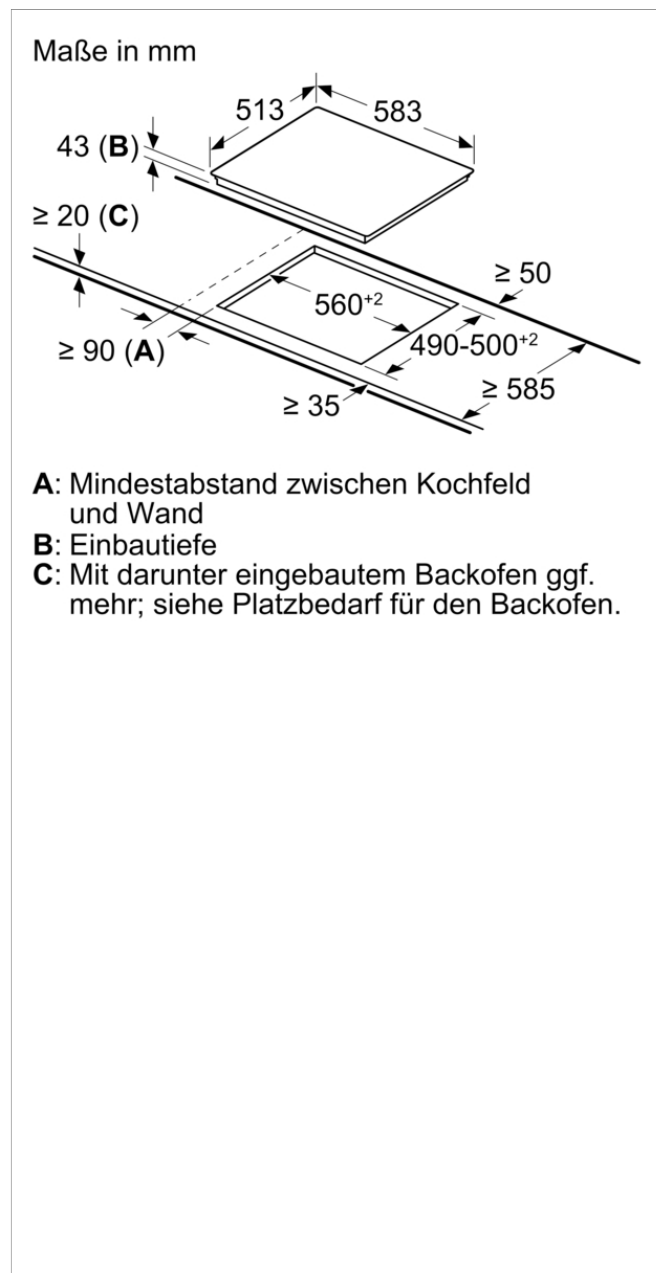 Maße in mm
513
583
43 (B)
≥ 20 (C)
≥ 50
560⁺²
490-500⁺²
≥ 90 (A)
≥ 585
≥ 35
A: Mindestabstand zwischen Kochfeld
und Wand
B: Einbautiefe
C: Mit darunter eingebautem Backofen ggf.
mehr; siehe Platzbedarf für den Backofen.